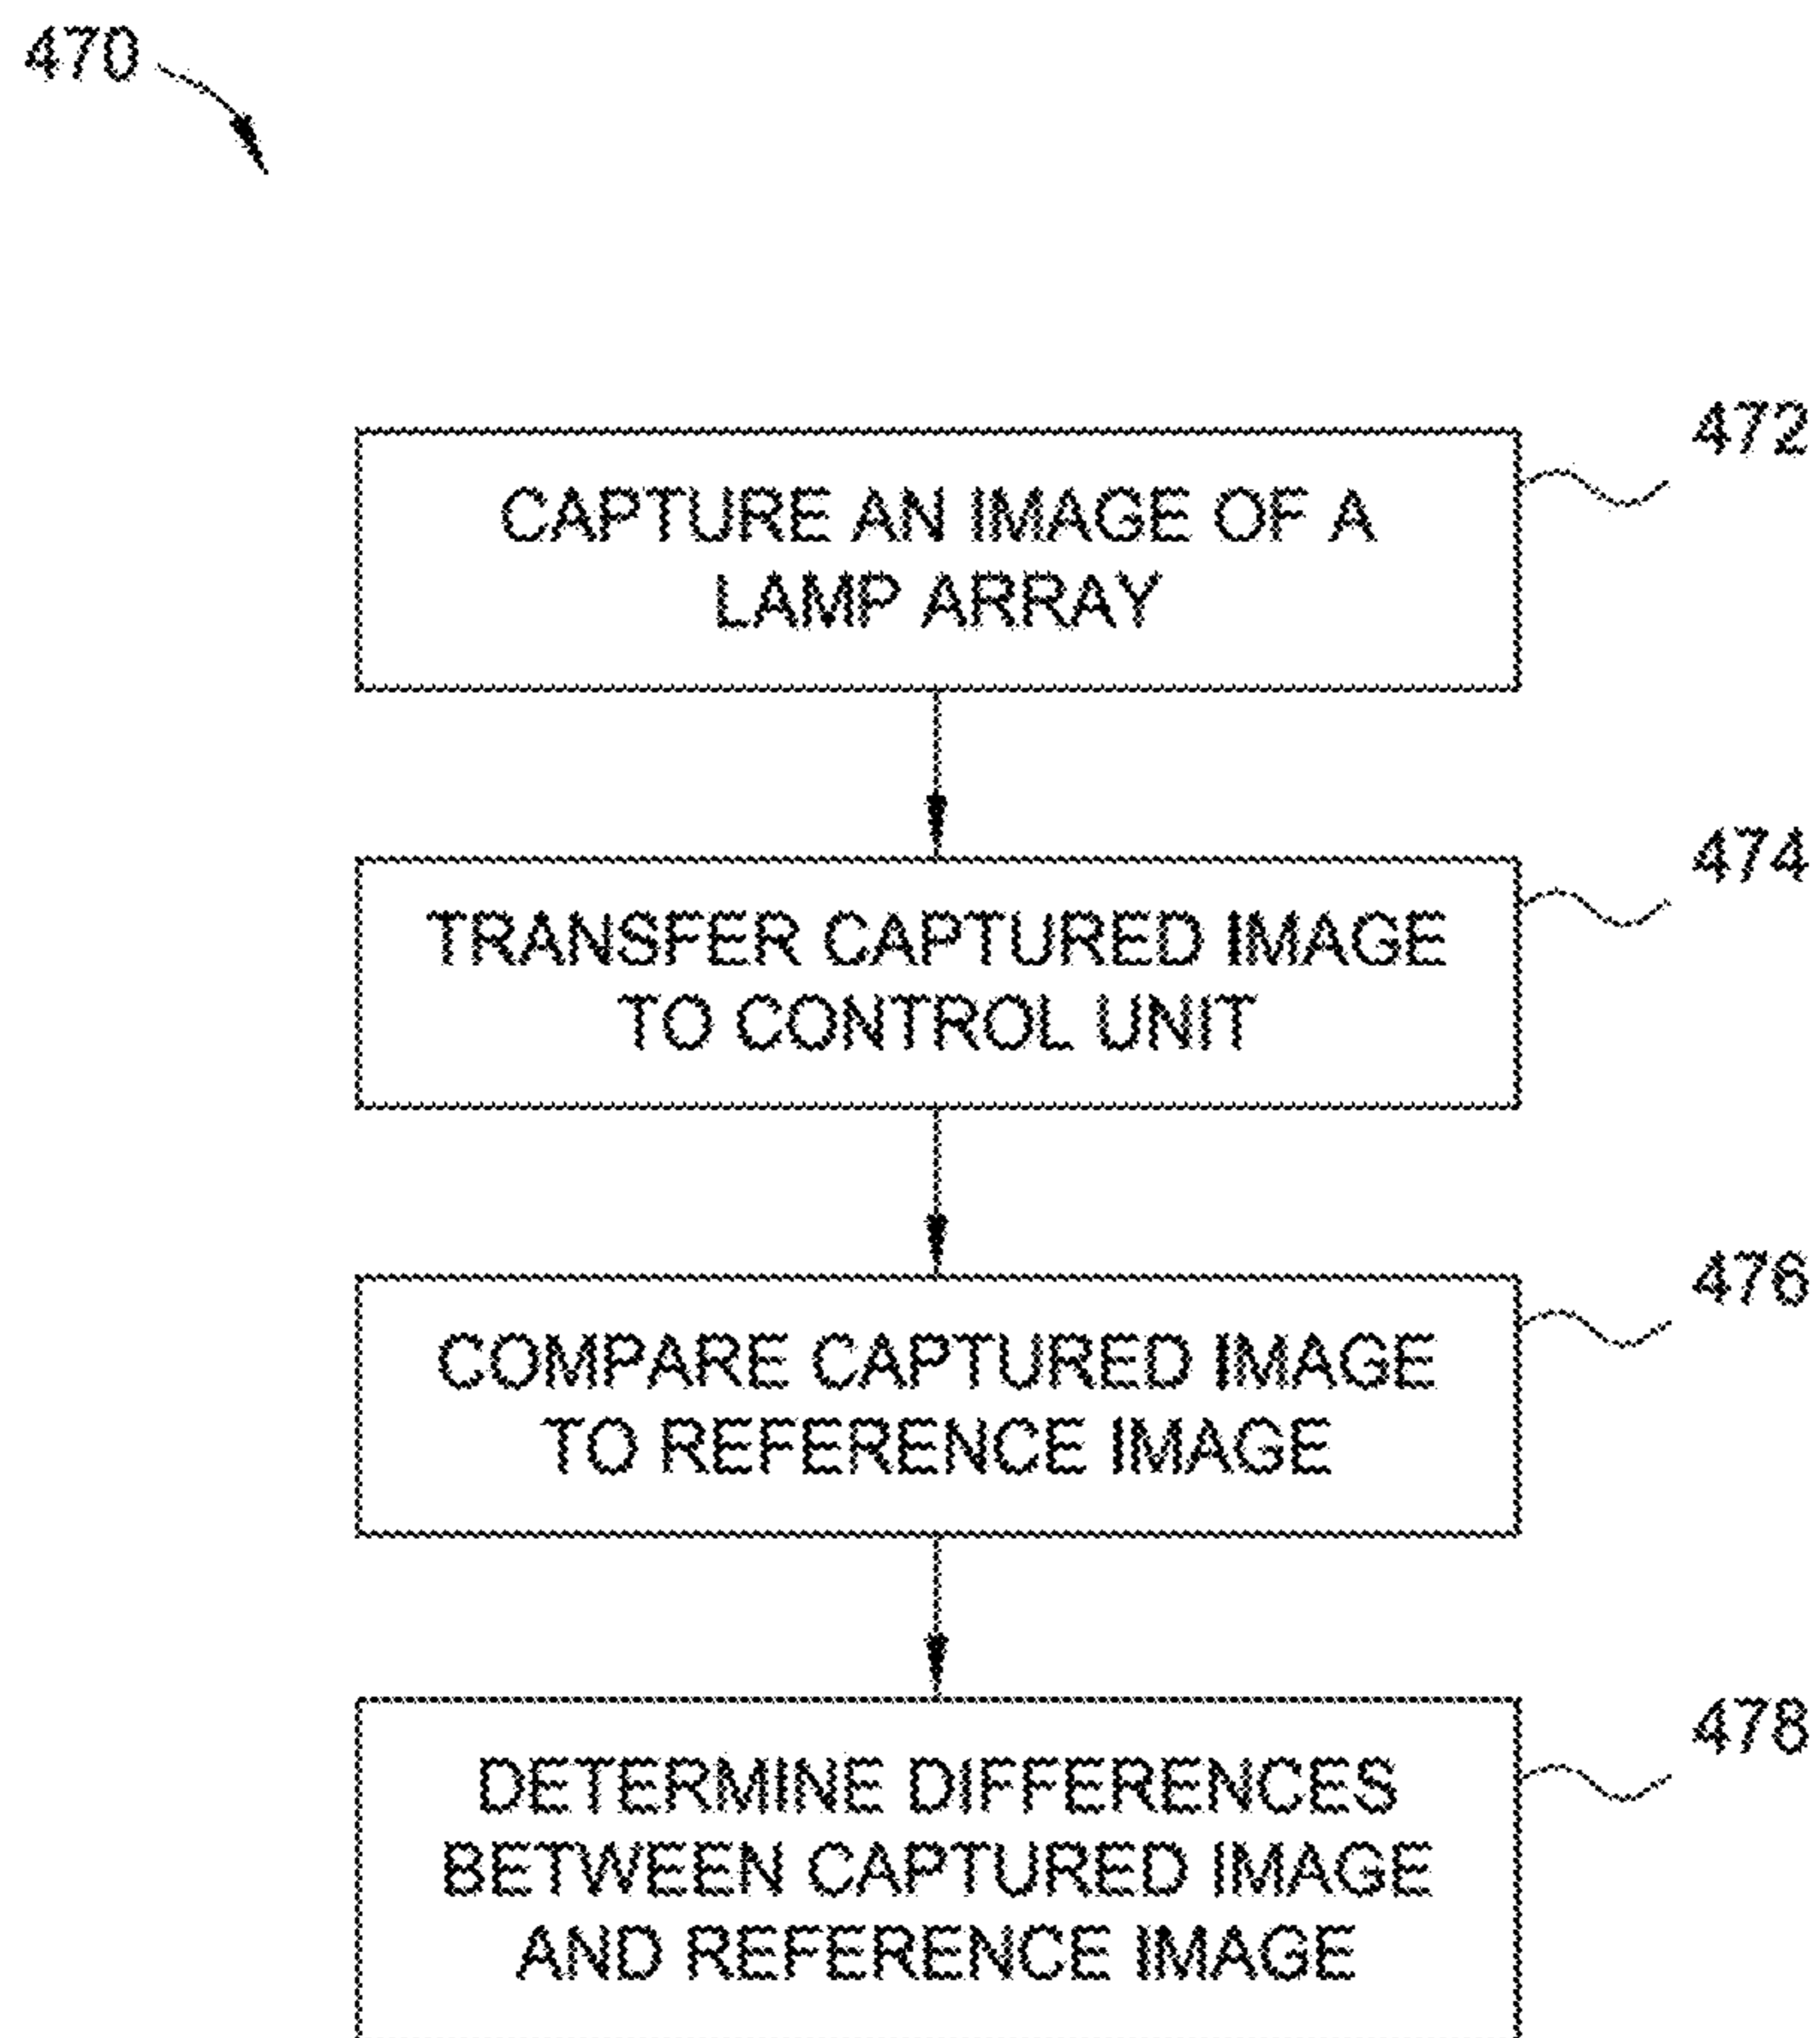 470
472
CAPTURE AN IMAGE OF A
LAMP ARRAY
474
TRANSFER CAPTURED IMAGE
TO CONTROL UNIT
476
COMPARE CAPTURED IMAGE
TO REFERENCE IMAGE
478
DETERMINE DIFFERENCES
BETWEEN CAPTURED IMAGE
AND REFERENCE IMAGE